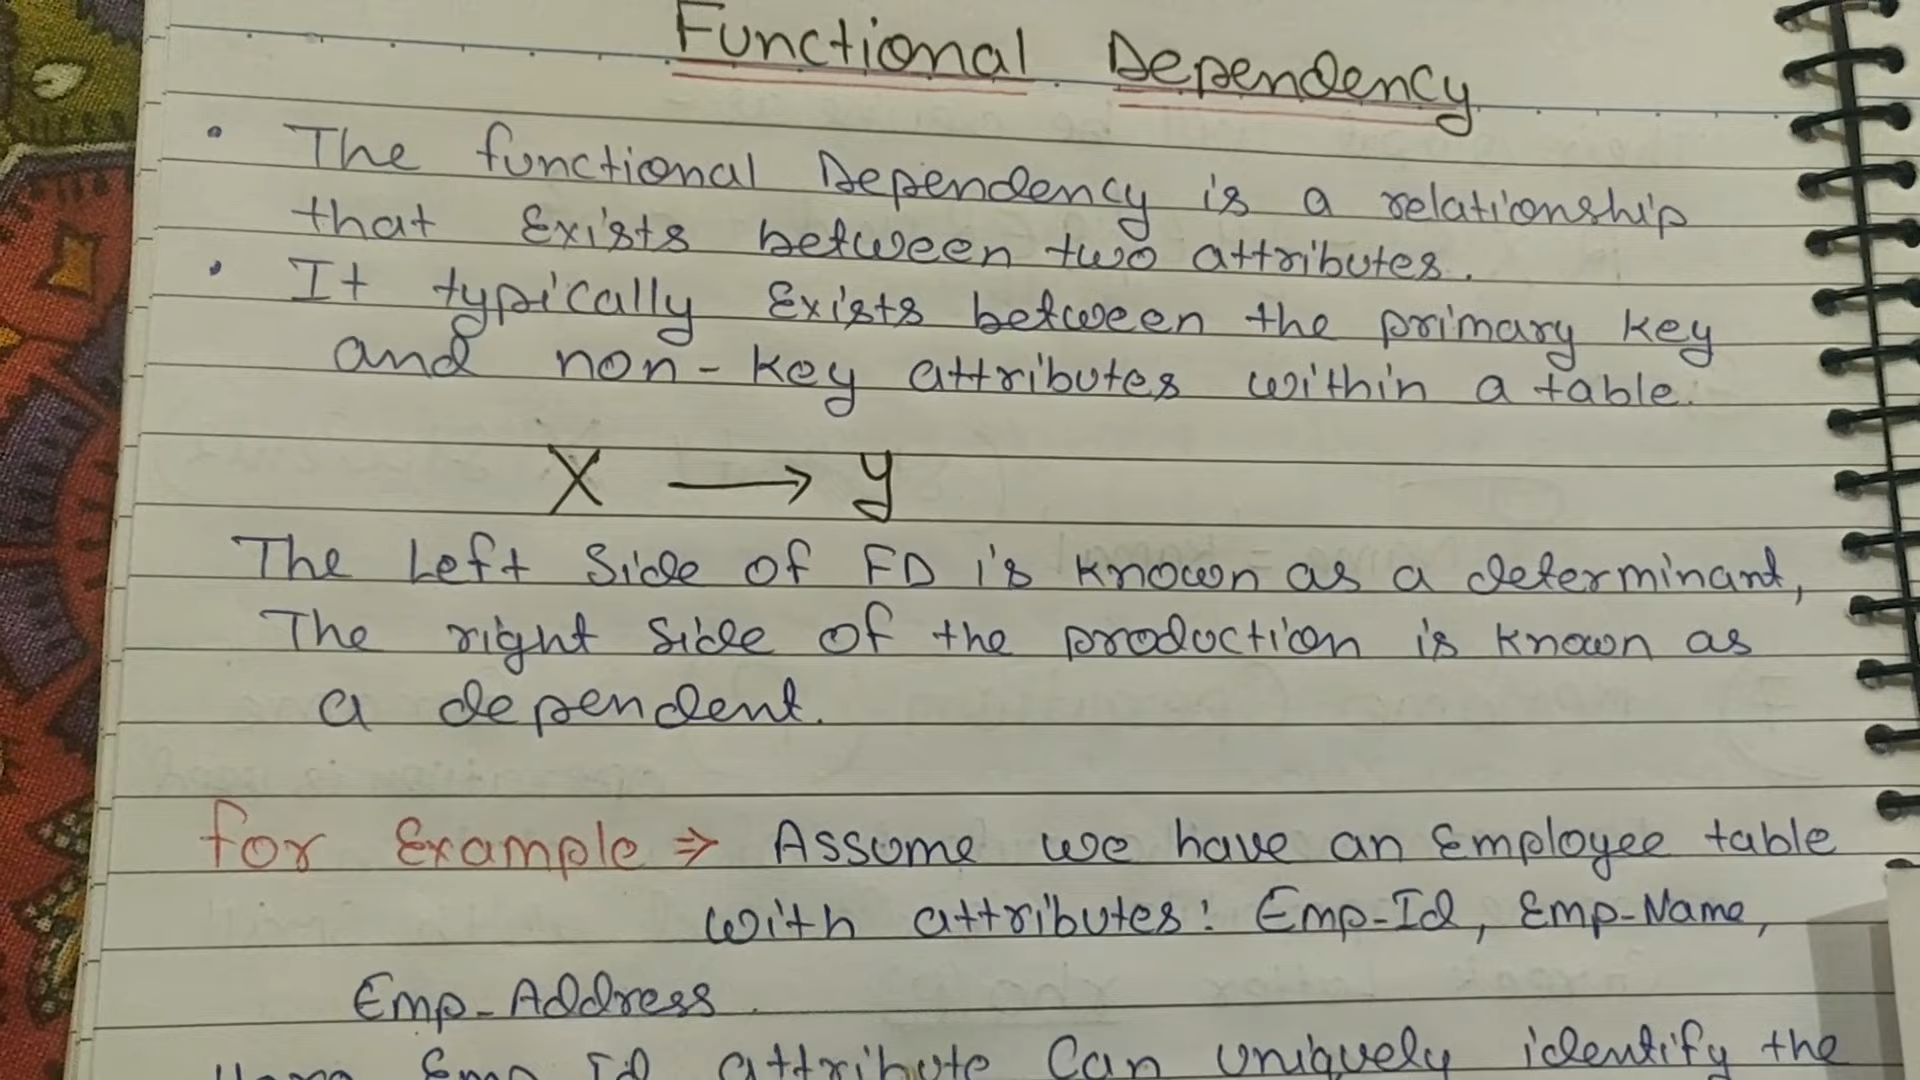 Functional Dependency
• The functional Dependency is a relationship
that Exists between two attributes.
• It typically Exists between the primary key
and non-key attributes within a table.
X → y
The Left Side of FD is known as a determinant,
The right side of the production is known as
a dependent.
for Example ⇒ Assume we have an Employee table
with attributes: Emp-Id, Emp-Name,
Emp-Address.
Emp Id attribute Can uniquely identify the